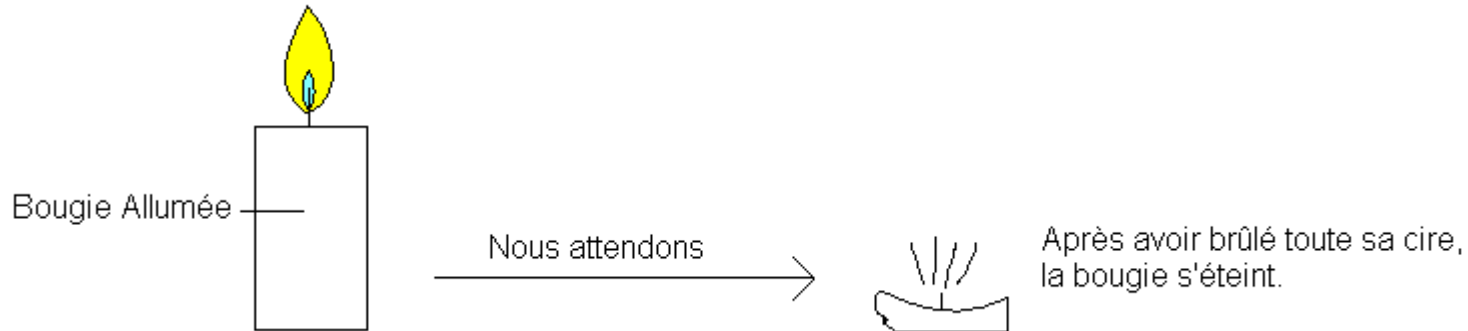 Bougie Allumée
Nous attendons
Après avoir brûlé toute sa cire,
la bougie s'éteint.